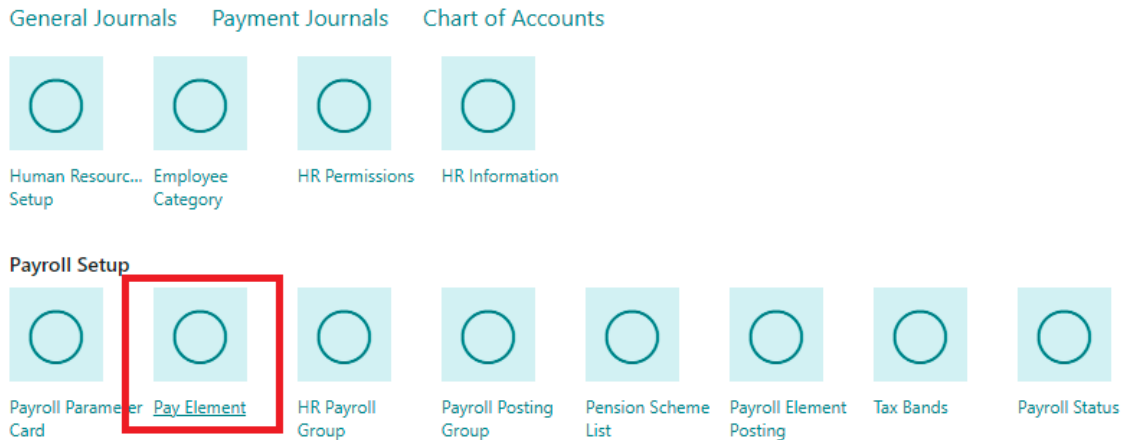 General Journals Payment Journals Chart of Accounts
Human Resourc... Employee HR Permissions HR Information
Setup Category
Payroll Setup
Payroll Parameter Pay Element HR Payroll Payroll Posting Pension Scheme Payroll Element Tax Bands Payroll Status
Card Group Group List Posting